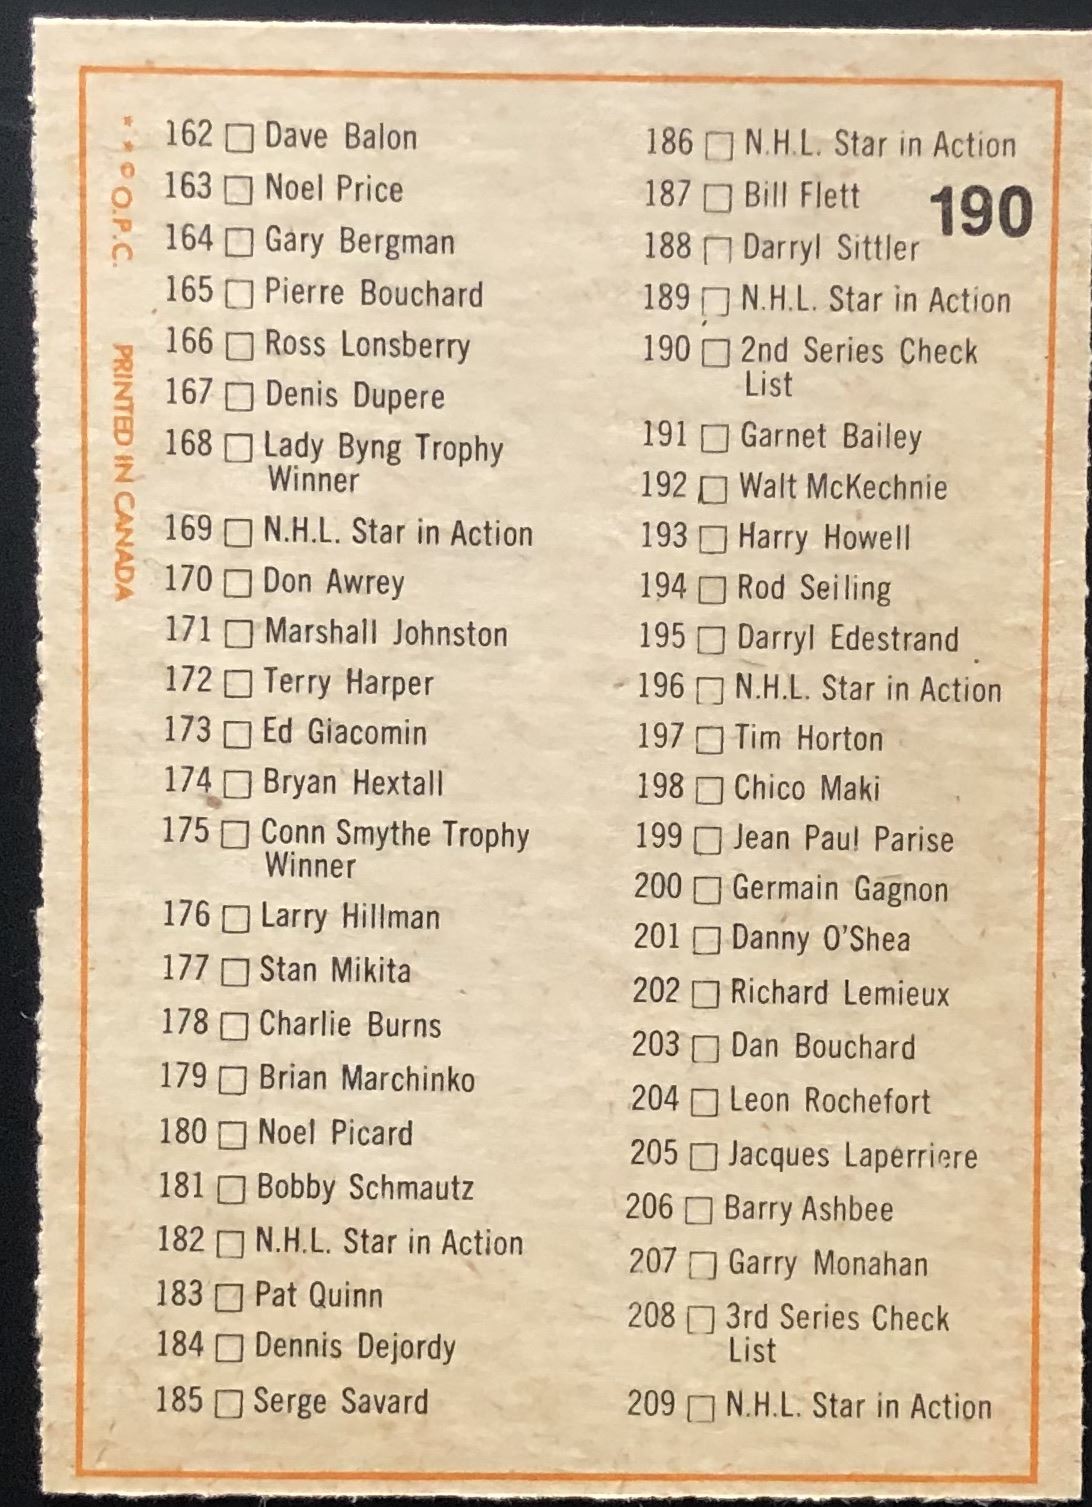 * * © O.P.C. PRINTED IN CANADA
162 □ Dave Balon
163 □ Noel Price
164 □ Gary Bergman
165 □ Pierre Bouchard
166 □ Ross Lonsberry
167 □ Denis Dupere
168 □ Lady Byng Trophy
Winner
169 □ N.H.L. Star in Action
170 □ Don Awrey
171 □ Marshall Johnston
172 □ Terry Harper
173 □ Ed Giacomin
174 □ Bryan Hextall
175 □ Conn Smythe Trophy
Winner
176 □ Larry Hillman
177 □ Stan Mikita
178 □ Charlie Burns
179 □ Brian Marchinko
180 □ Noel Picard
181 □ Bobby Schmautz
182 □ N.H.L. Star in Action
183 □ Pat Quinn
184 □ Dennis Dejordy
185 □ Serge Savard
186 □ N.H.L. Star in Action
187 □ Bill Flett
190
188 □ Darryl Sittler
189 □ N.H.L. Star in Action
190 □ 2nd Series Check
List
191 □ Garnet Bailey
192 □ Walt McKechnie
193 □ Harry Howell
194 □ Rod Seiling
195 □ Darryl Edestrand
196 □ N.H.L. Star in Action
197 □ Tim Horton
198 □ Chico Maki
199 □ Jean Paul Parise
200 □ Germain Gagnon
201 □ Danny O'Shea
202 □ Richard Lemieux
203 □ Dan Bouchard
204 □ Leon Rochefort
205 □ Jacques Laperriere
206 □ Barry Ashbee
207 □ Garry Monahan
208 □ 3rd Series Check
List
209 □ N.H.L. Star in Action